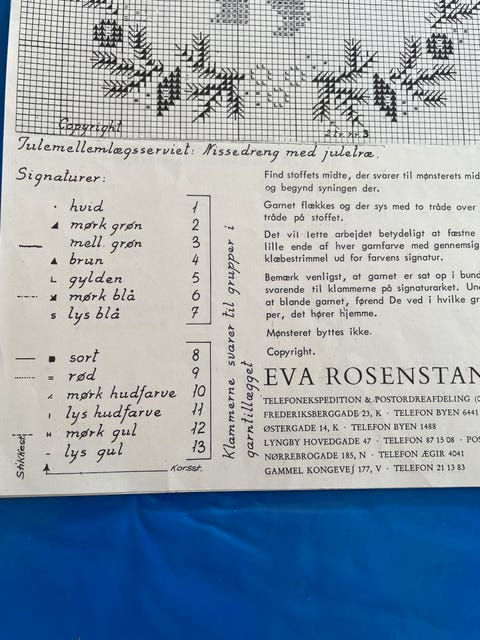 Copyright
2 tr. nr. 3
Julemellemlægsserviet: Nissedreng med juletræ.
Signaturer:
· hvid 1
mørk grøn 2
mell. grøn 3
▲ brun 4
L gylden 5
mørk blå 6
s lys blå 7
■ sort 8
= rød 9
mørk hudfarve 10
ı lys hudfarve 11
H mørk gul 12
- lys gul 13
Stikkest.
Korsst.
Klammerne svarer til grupper i
garntillægget
Find stoffets midte, der svarer til mønsterets mid
og begynd syningen der.
Garnet flækkes og der sys med to tråde over
tråde på stoffet.
Det vil lette arbejdet betydeligt at fæstne
lille ende af hver garnfarve med gennemsig
klæbestrimmel ud for farvens signatur.
Bemærk venligst, at garnet er sat op i bund
svarende til klammerne på signaturarket. Und
at blande garnet, førend De ved i hvilke gr
per, det hører hjemme.
Mønsteret byttes ikke.
Copyright.
EVA ROSENSTAN
TELEFONEKSPEDITION & POSTORDREAFDELING (
FREDERIKSBERGGADE 23, K · TELEFON BYEN 6441
ØSTERGADE 14, K · TELEFON BYEN 1488
LYNGBY HOVEDGADE 47 · TELEFON 87 15 08 · POS
NØRREBROGADE 185, N · TELEFON ÆGIR 4041
GAMMEL KONGEVEJ 177, V · TELEFON 21 13 83